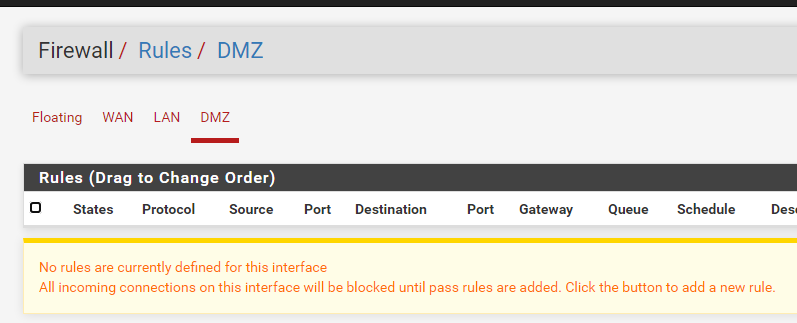 Firewall / Rules / DMZ
Floating WAN LAN DMZ
Rules (Drag to Change Order)
States Protocol Source Port Destination Port Gateway Queue Schedule
No rules are currently defined for this interface
All incoming connections on this interface will be blocked until pass rules are added. Click the button to add a new rule.